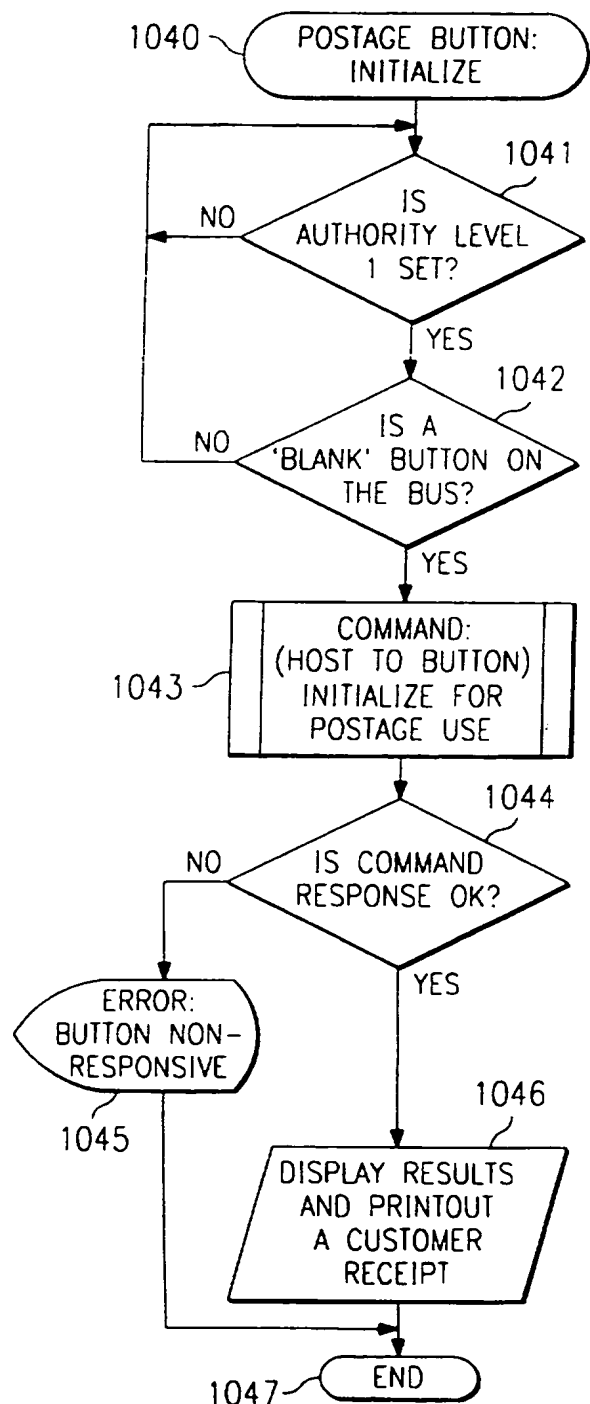 1040
POSTAGE BUTTON:
INITIALIZE
1041
IS
AUTHORITY LEVEL
1 SET?
NO
YES
1042
IS A
'BLANK' BUTTON ON
THE BUS?
NO
YES
1043
COMMAND:
(HOST TO BUTTON)
INITIALIZE FOR
POSTAGE USE
1044
IS COMMAND
RESPONSE OK?
NO
YES
ERROR:
BUTTON NON-
RESPONSIVE
1045
1046
DISPLAY RESULTS
AND PRINTOUT
A CUSTOMER
RECEIPT
END
1047